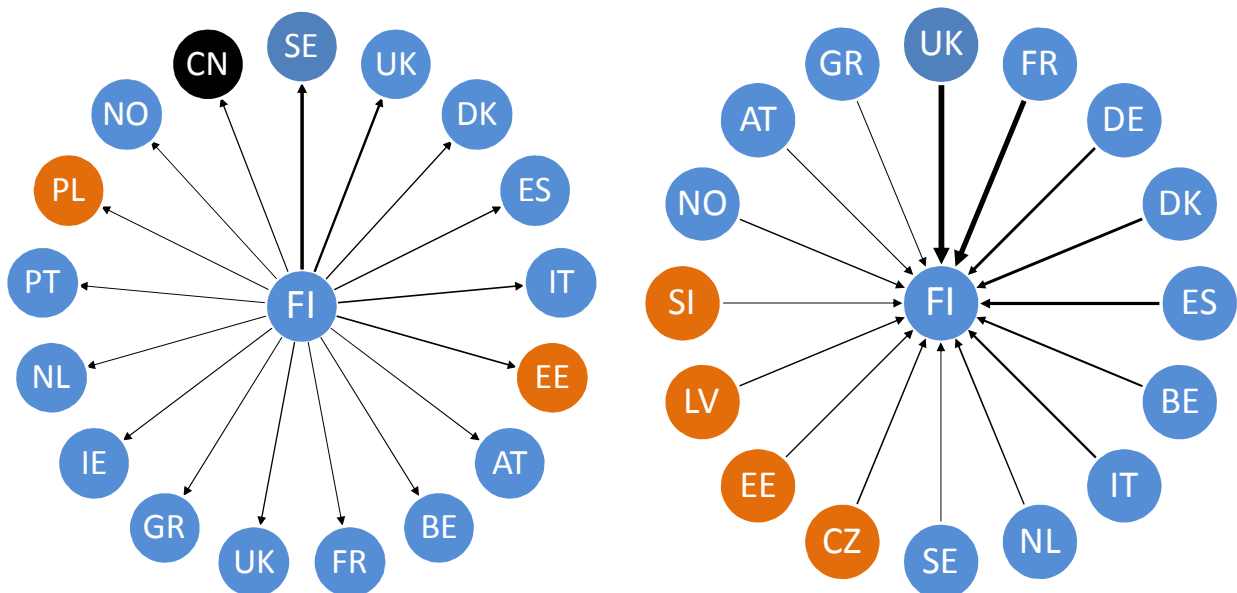 SE
UK
DK
ES
IT
EE
AT
BE
FR
UK
GR
IE
NL
PT
PL
NO
CN
FI
UK
FR
DE
DK
ES
BE
IT
NL
SE
CZ
EE
LV
SI
NO
AT
GR
FI